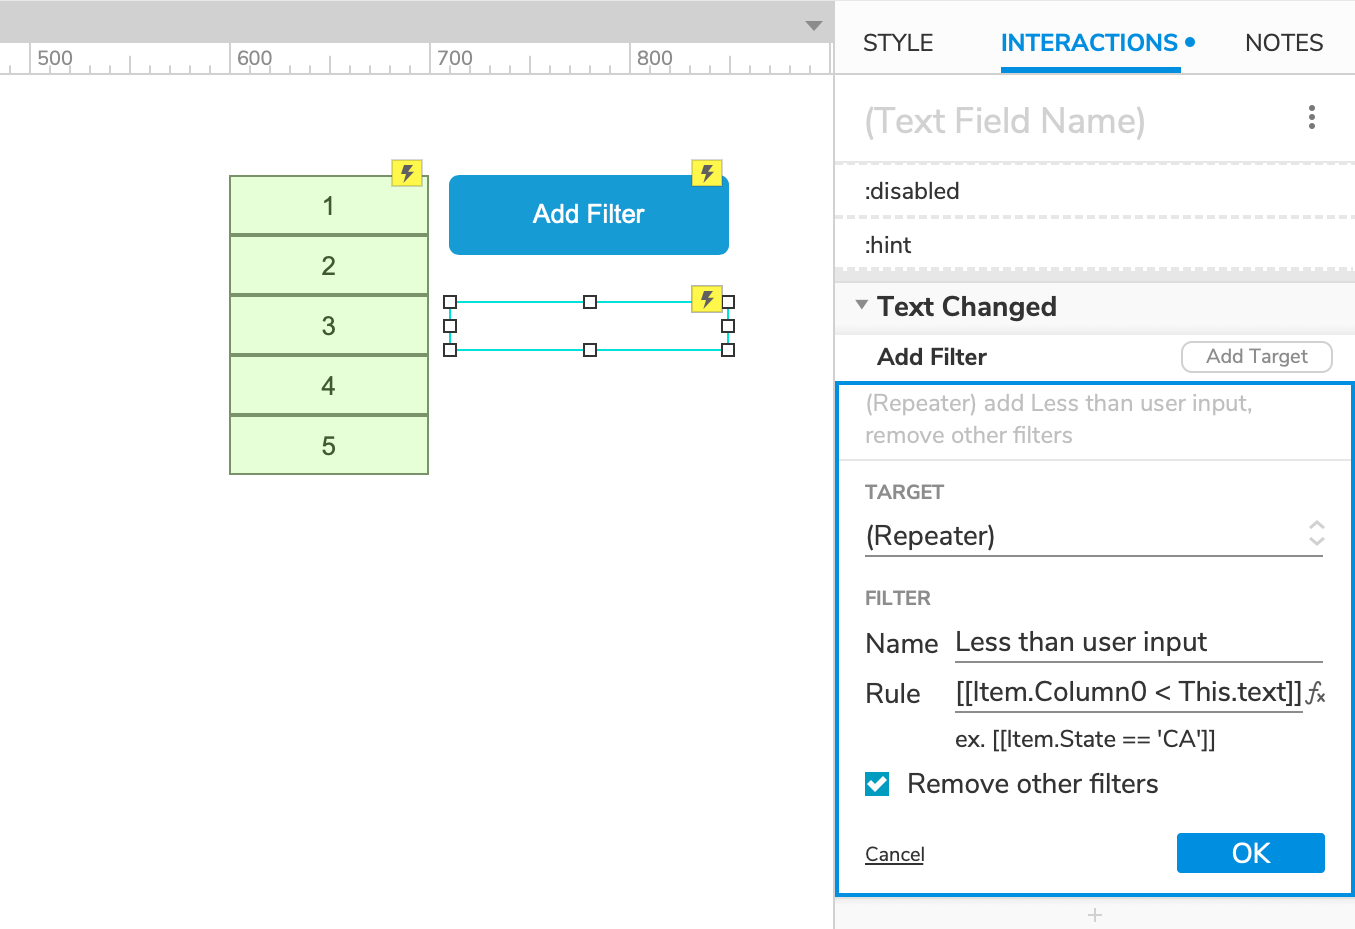 500 600 700 800
1
2
3
4
5
Add Filter
STYLE INTERACTIONS NOTES
(Text Field Name)
:disabled
:hint
Text Changed
Add Filter Add Target
(Repeater) add Less than user input,
remove other filters
TARGET
(Repeater)
FILTER
Name Less than user input
Rule [[Item.Column0 < This.text]] fx
ex. [[Item.State == 'CA']]
Remove other filters
Cancel OK